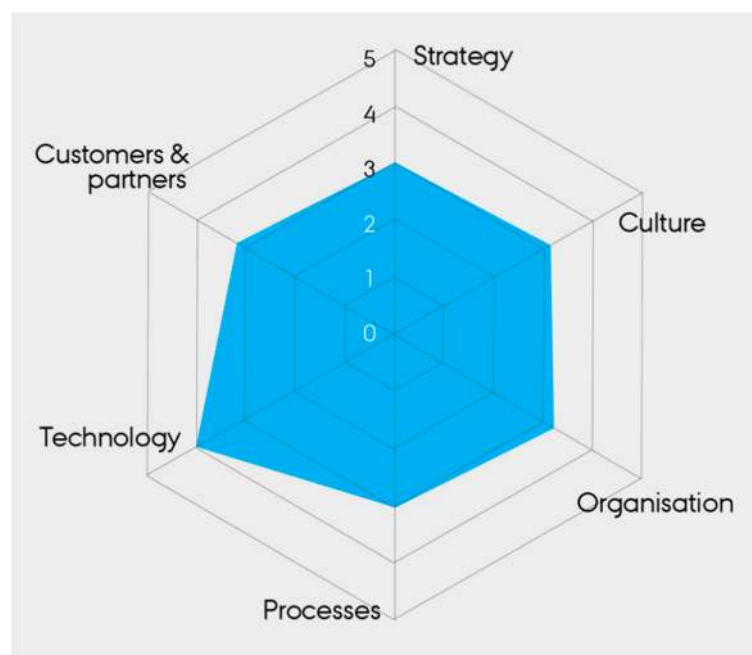 5
Strategy
4
Customers &
partners
3
2
Culture
1
0
Technology
Organisation
Processes